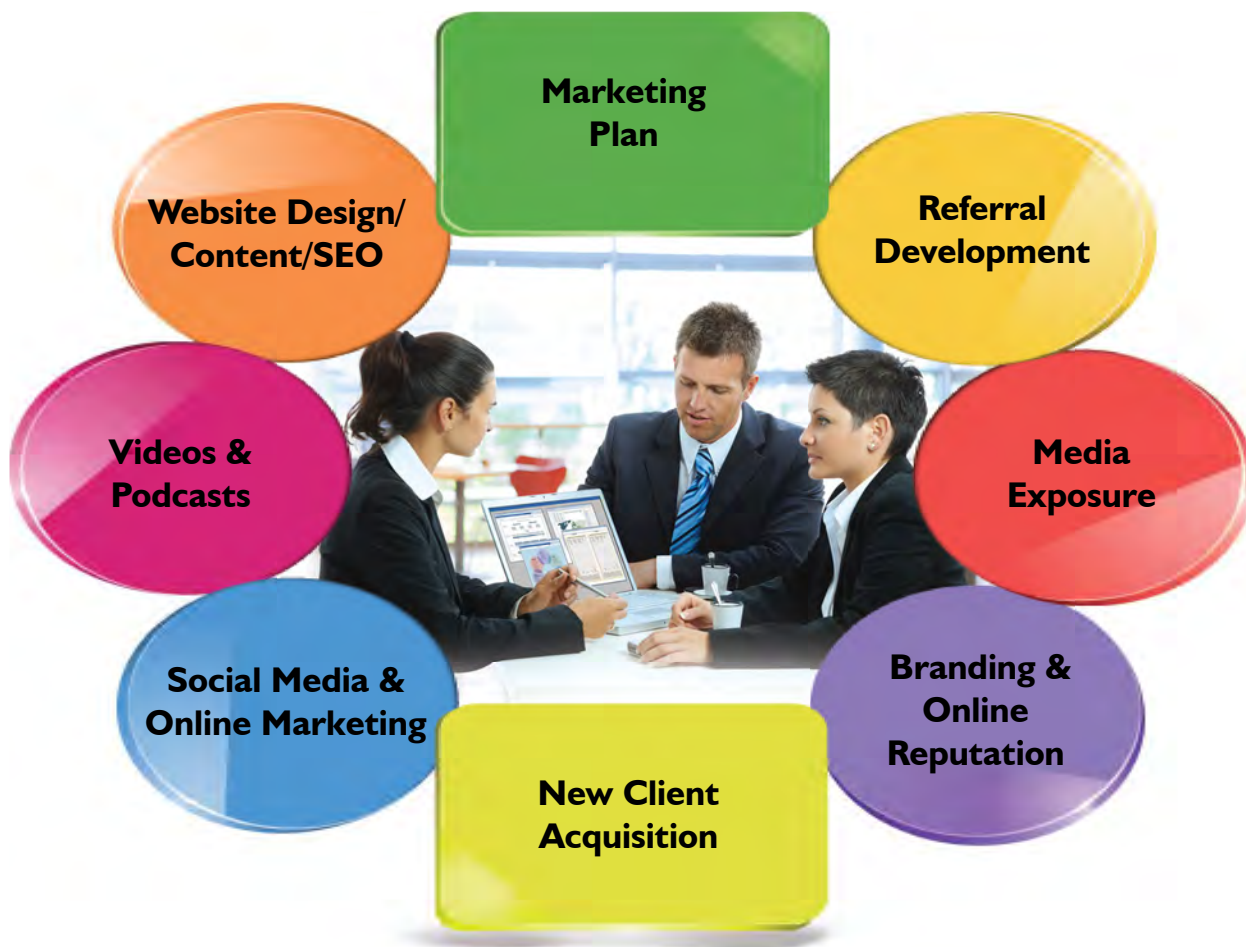 Marketing
Plan
Referral
Development
Media
Exposure
Branding &
Online
Reputation
New Client
Acquisition
Social Media &
Online Marketing
Videos &
Podcasts
Website Design/
Content/SEO